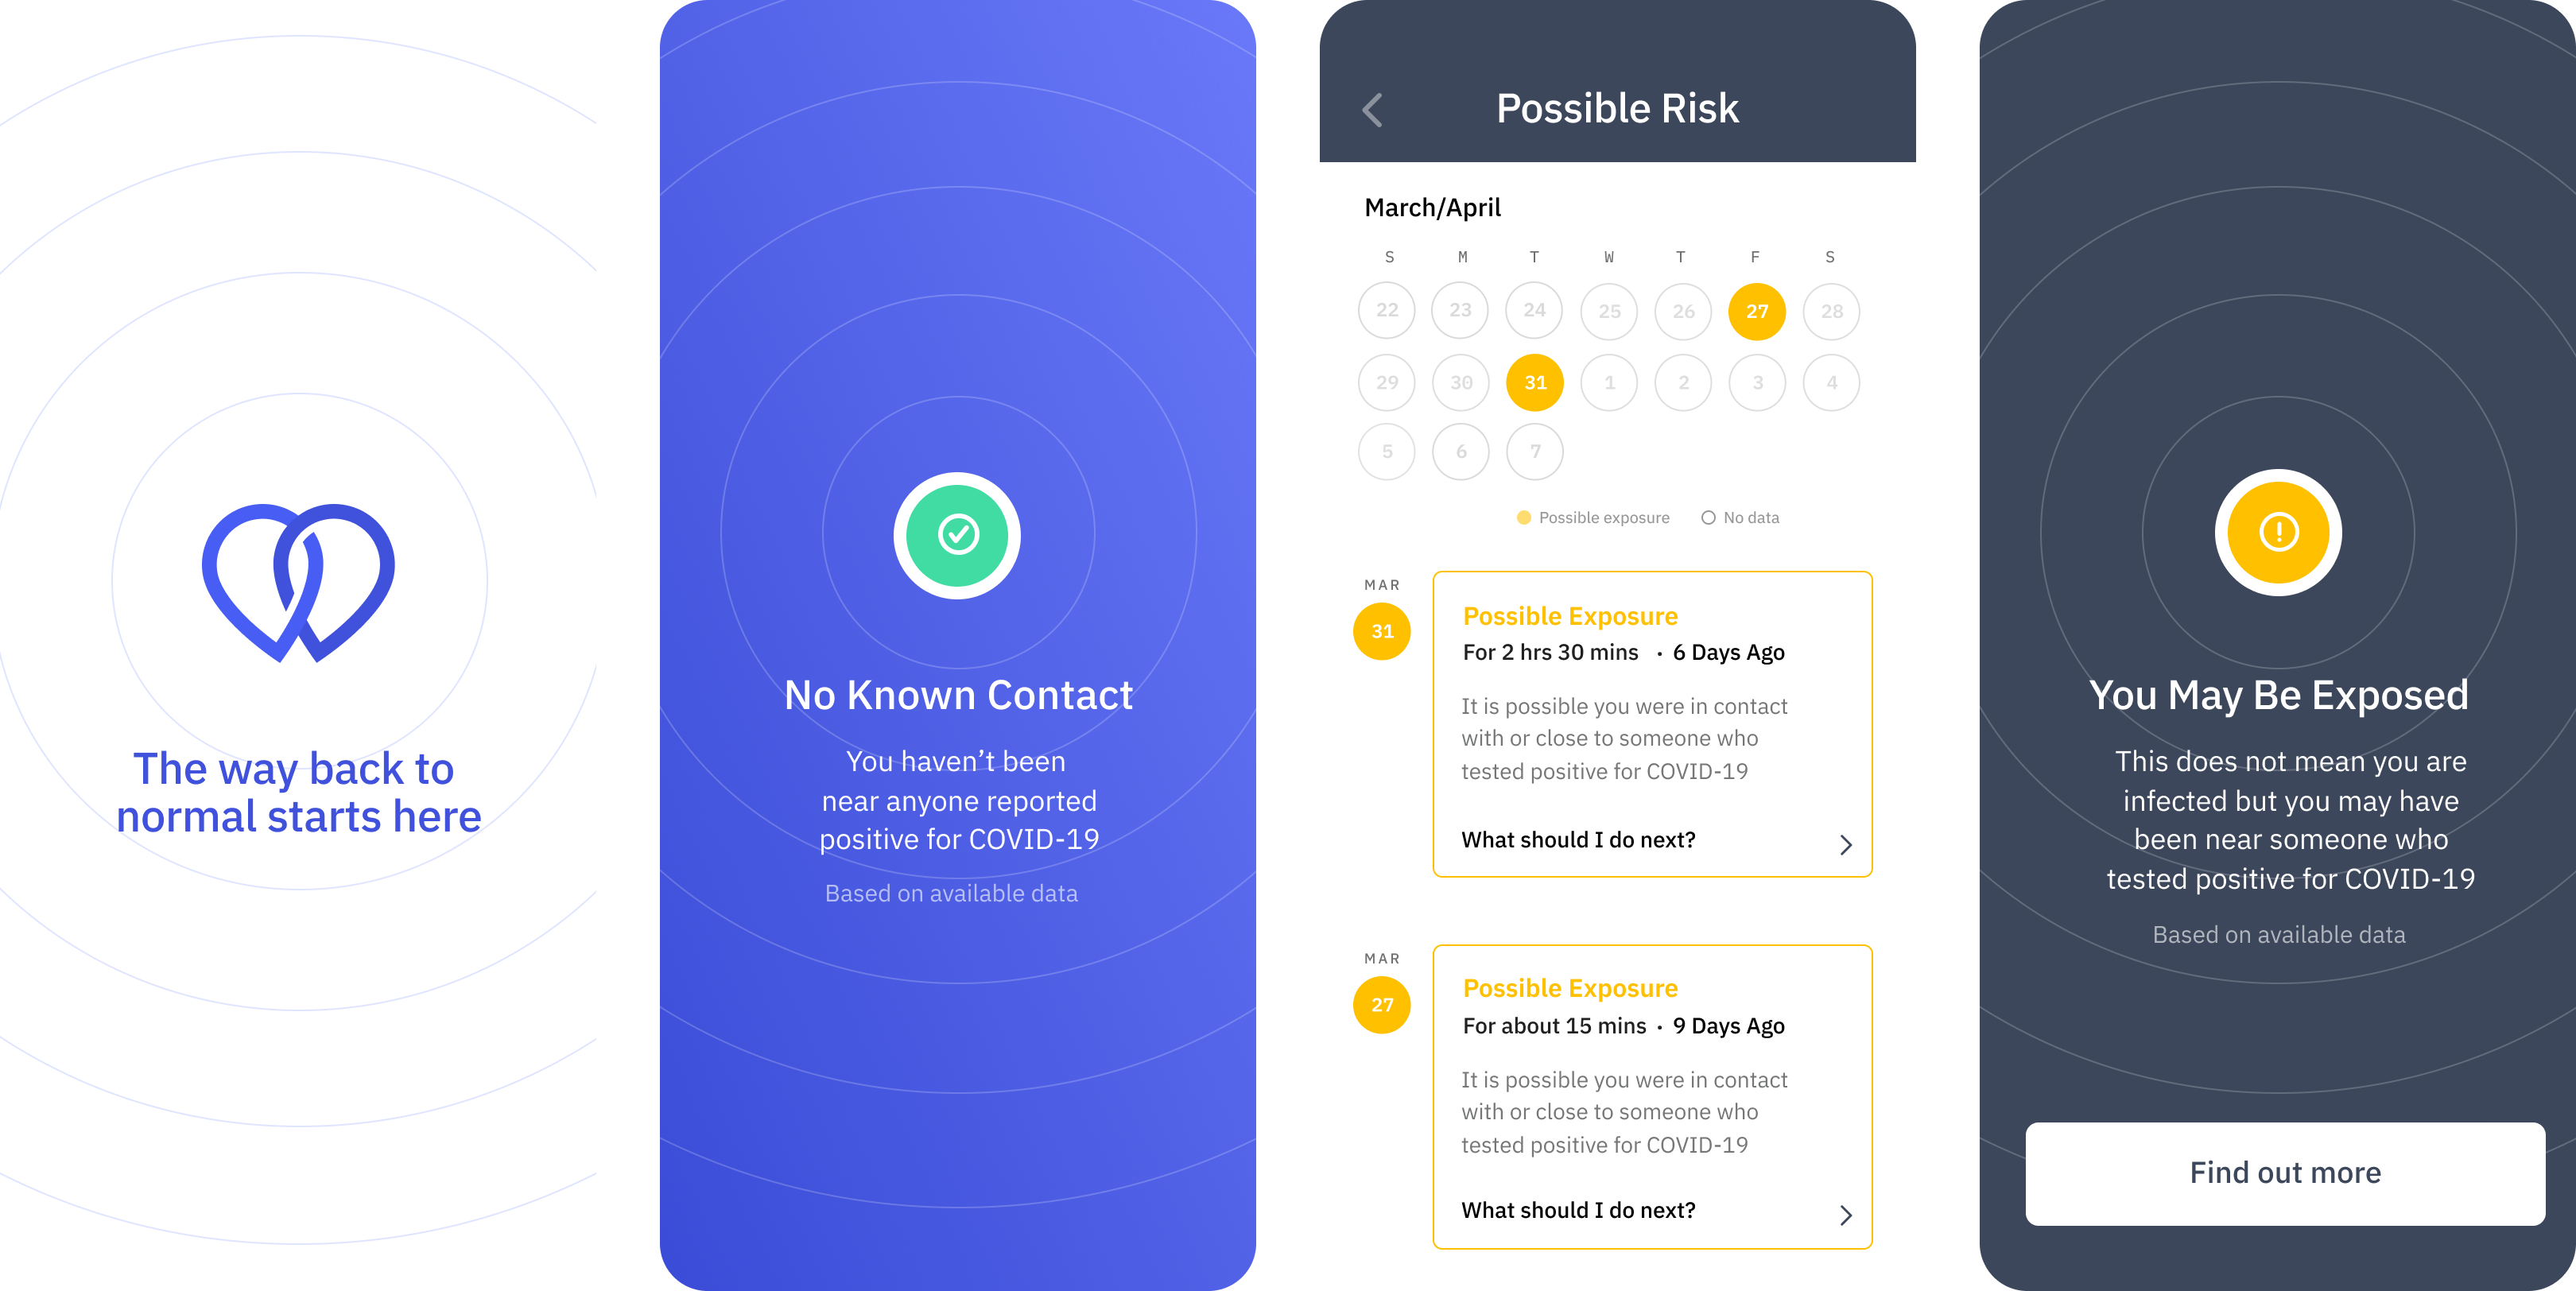 The way back to
normal starts here
No Known Contact
You haven’t been
near anyone reported
positive for COVID-19
Based on available data
Possible Risk
March/April
S M T W T F S
22 23 24 25 26 27 28
29 30 31 1 2 3 4
5 6 7
Possible exposure No data
MAR
31
Possible Exposure
For 2 hrs 30 mins · 6 Days Ago
It is possible you were in contact
with or close to someone who
tested positive for COVID-19
What should I do next?
MAR
27
Possible Exposure
For about 15 mins · 9 Days Ago
It is possible you were in contact
with or close to someone who
tested positive for COVID-19
What should I do next?
You May Be Exposed
This does not mean you are
infected but you may have
been near someone who
tested positive for COVID-19
Based on available data
Find out more